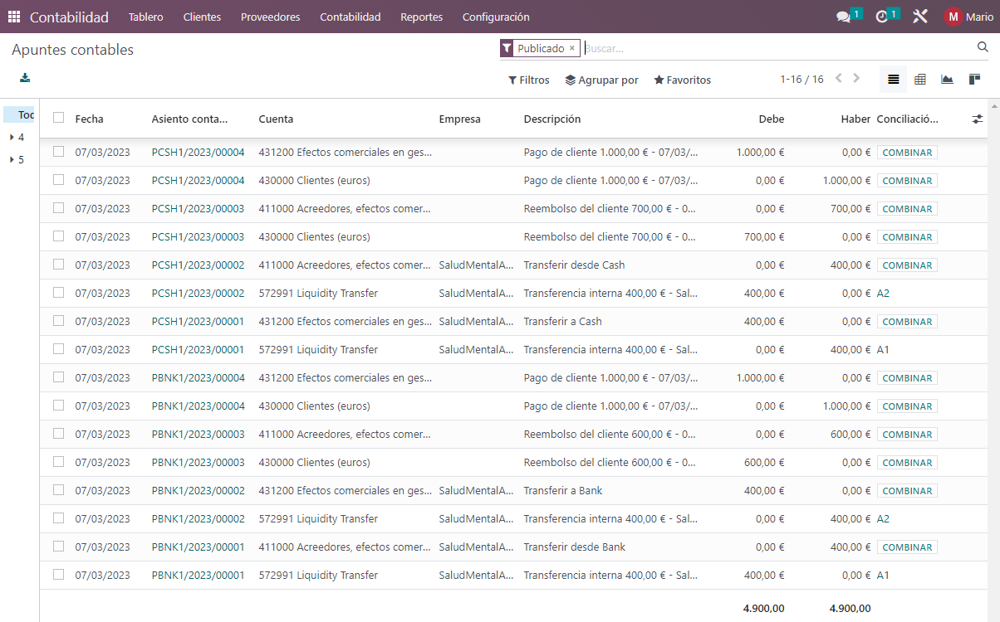 Contabilidad Tablero Clientes Proveedores Contabilidad Reportes Configuración 1 1 M Mario
Apuntes contables Publicado × Buscar...
Filtros Agrupar por Favoritos 1-16 / 16
Tod Fecha Asiento conta... Cuenta Empresa Descripción Debe Haber Conciliació...
4
5
07/03/2023 PCSH1/2023/00004 431200 Efectos comerciales en ges... Pago de cliente 1.000,00 € - 07/03/... 1.000,00 € 0,00 € COMBINAR
07/03/2023 PCSH1/2023/00004 430000 Clientes (euros) Pago de cliente 1.000,00 € - 07/03/... 0,00 € 1.000,00 € COMBINAR
07/03/2023 PCSH1/2023/00003 411000 Acreedores, efectos comer... Reembolso del cliente 700,00 € - 0... 0,00 € 700,00 € COMBINAR
07/03/2023 PCSH1/2023/00003 430000 Clientes (euros) Reembolso del cliente 700,00 € - 0... 700,00 € 0,00 € COMBINAR
07/03/2023 PCSH1/2023/00002 411000 Acreedores, efectos comer... SaludMentalA... Transferir desde Cash 0,00 € 400,00 € COMBINAR
07/03/2023 PCSH1/2023/00002 572991 Liquidity Transfer SaludMentalA... Transferencia interna 400,00 € - Sal... 400,00 € 0,00 € A2
07/03/2023 PCSH1/2023/00001 431200 Efectos comerciales en ges... SaludMentalA... Transferir a Cash 400,00 € 0,00 € COMBINAR
07/03/2023 PCSH1/2023/00001 572991 Liquidity Transfer SaludMentalA... Transferencia interna 400,00 € - Sal... 0,00 € 400,00 € A1
07/03/2023 PBNK1/2023/00004 431200 Efectos comerciales en ges... Pago de cliente 1.000,00 € - 07/03/... 1.000,00 € 0,00 € COMBINAR
07/03/2023 PBNK1/2023/00004 430000 Clientes (euros) Pago de cliente 1.000,00 € - 07/03/... 0,00 € 1.000,00 € COMBINAR
07/03/2023 PBNK1/2023/00003 411000 Acreedores, efectos comer... Reembolso del cliente 600,00 € - 0... 0,00 € 600,00 € COMBINAR
07/03/2023 PBNK1/2023/00003 430000 Clientes (euros) Reembolso del cliente 600,00 € - 0... 600,00 € 0,00 € COMBINAR
07/03/2023 PBNK1/2023/00002 431200 Efectos comerciales en ges... SaludMentalA... Transferir a Bank 400,00 € 0,00 € COMBINAR
07/03/2023 PBNK1/2023/00002 572991 Liquidity Transfer SaludMentalA... Transferencia interna 400,00 € - Sal... 0,00 € 400,00 € A2
07/03/2023 PBNK1/2023/00001 411000 Acreedores, efectos comer... SaludMentalA... Transferir desde Bank 0,00 € 400,00 € COMBINAR
07/03/2023 PBNK1/2023/00001 572991 Liquidity Transfer SaludMentalA... Transferencia interna 400,00 € - Sal... 400,00 € 0,00 € A1
4.900,00 4.900,00